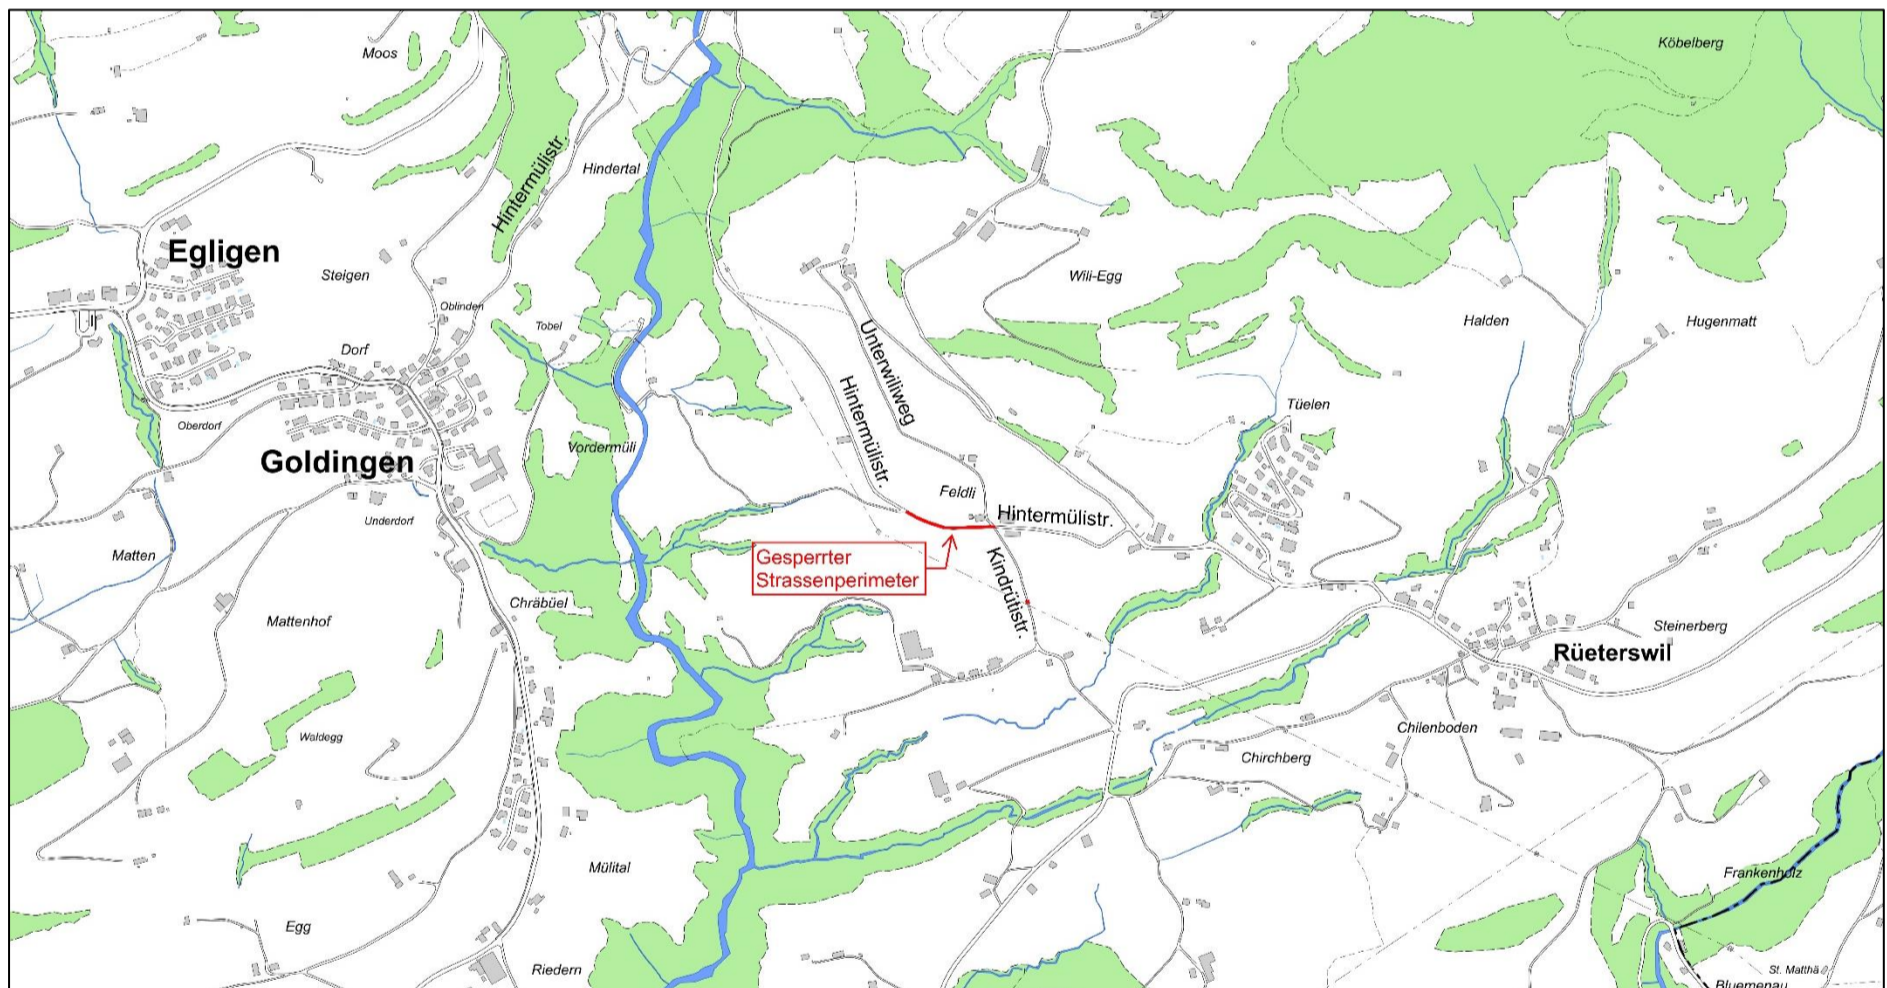 Moos
Köbelberg
Hintermülistr.
Hindertal
Egligen
Steigen
Wili-Egg
Oblinden
Tobel
Halden
Hugenmatt
Dorf
Unterwiliweg
Hintermülistr.
Tüelen
Oberdorf
Goldingen
Vordermüli
Feldli
Hintermülistr.
Underdorf
Matten
Gesperrter
Strassenperimeter
Kindrütistr.
Chräbüel
Mattenhof
Steinerberg
Rüeterswil
Waldegg
Chilenboden
Chirchberg
Mülital
Frankenholz
Egg
Riedern
St. Matthä
Bluemenau